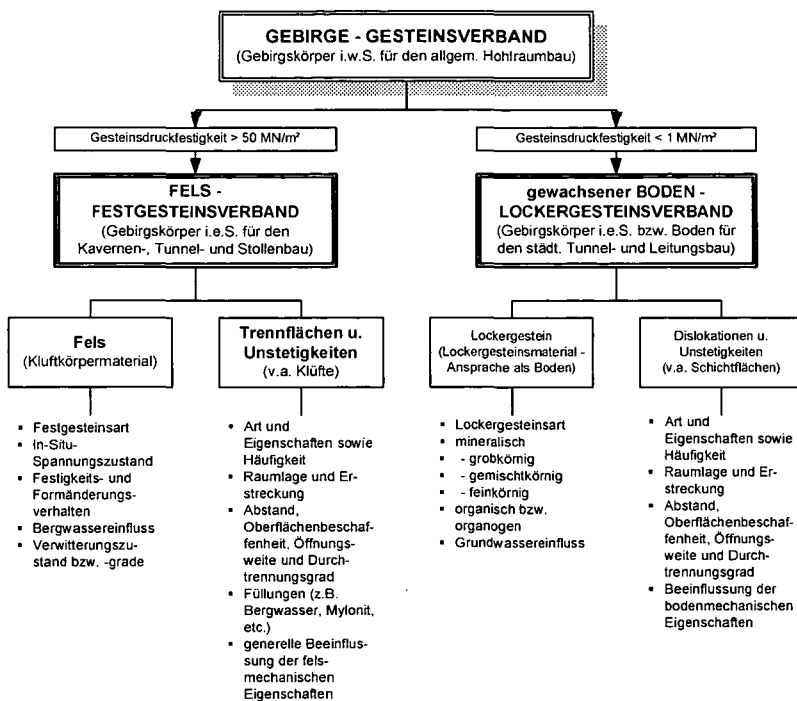 GEBIRGE - GESTEINSVERBAND
(Gebirgskörper i.w.S. für den allgem. Hohlraumbau)
Gesteinsdruckfestigkeit > 50 MN/m²
Gesteinsdruckfestigkeit < 1 MN/m²
FELS -
FESTGESTEINSVERBAND
(Gebirgskörper i.e.S. für den
Kavernen-, Tunnel- und Stollenbau)
gewachsener BODEN -
LOCKERGESTEINSVERBAND
(Gebirgskörper i.e.S. bzw. Boden für
den städt. Tunnel- und Leitungsbau)
Fels
(Kluftkörpermaterial)
▪ Festgesteinsart
▪ In-Situ-
Spannungszustand
▪ Festigkeits- und
Formänderungs-
verhalten
▪ Bergwassereinfluss
▪ Verwitterungszu-
stand bzw. -grade
Trennflächen u.
Unstetigkeiten
(v.a. Klüfte)
▪ Art und
Eigenschaften sowie
Häufigkeit
▪ Raumlage und Er-
streckung
▪ Abstand,
Oberflächenbeschaf-
fenheit, Öffnungs-
weite und Durch-
trennungsgrad
▪ Füllungen (z.B.
Bergwasser, Mylonit,
etc.)
▪ generelle Beeinflus-
sung der fels-
mechanischen
Eigenschaften
Lockergestein
(Lockergesteinsmaterial -
Ansprache als Boden)
▪ Lockergesteinsart
▪ mineralisch
▪ - grobkörnig
▪ - gemischtkörnig
▪ - feinkörnig
▪ organisch bzw.
organogen
▪ Grundwassereinfluss
Dislokationen u.
Unstetigkeiten
(v.a. Schichtflächen)
▪ Art und
Eigenschaften sowie
Häufigkeit
▪ Raumlage und Er-
streckung
▪ Abstand,
Oberflächenbeschaf-
fenheit, Öffnungs-
weite und Durch-
trennungsgrad
▪ Beeinflussung der
bodenmechanischen
Eigenschaften